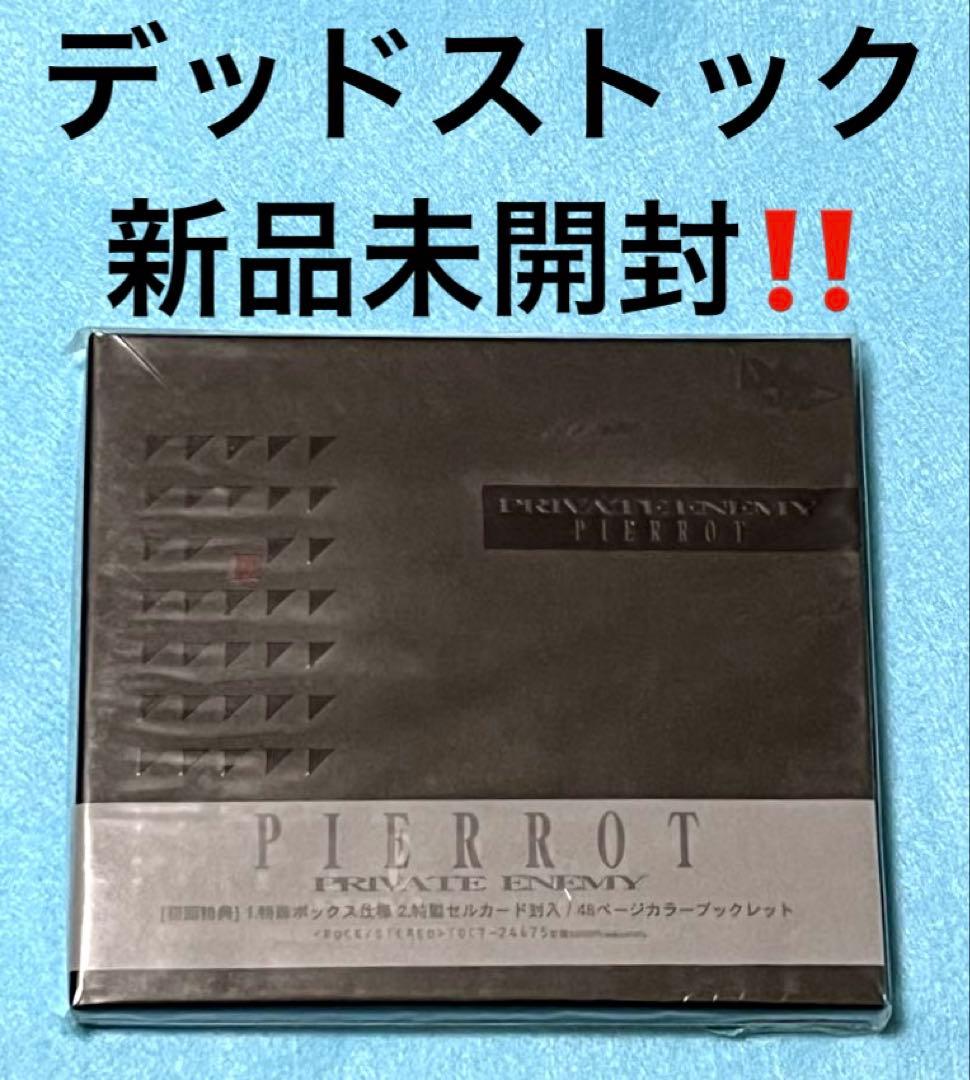 デッドストック
新品未開封‼️
PRIVATE ENEMY
PIERROT
PIERROT
PRIVATE ENEMY
[初回特典] 1.特製ボックス仕様 2.特製セルカード封入 / 48ページカラーブックレット
<ROCK/STEREO>TOCT-24675